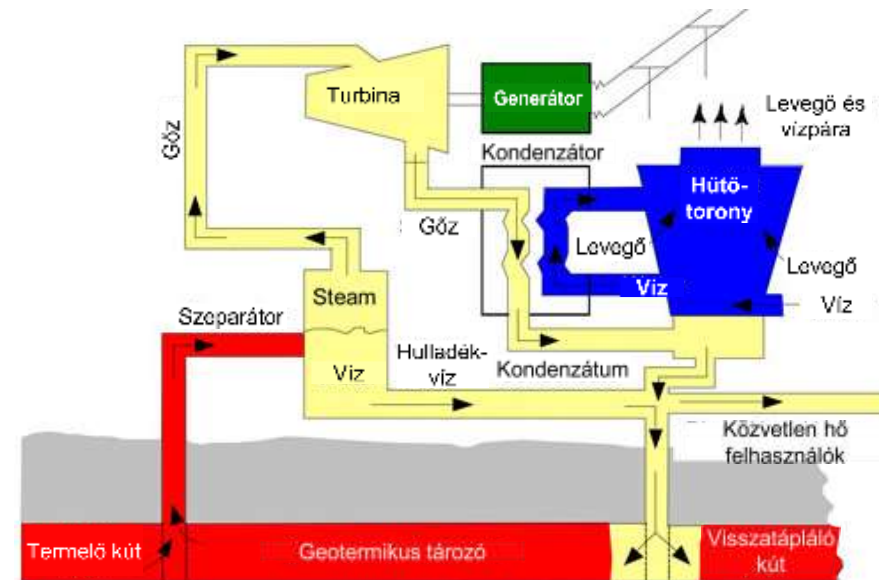 Turbina
Generátor
Levegő és
vízpára
Gőz
Kondenzátor
Hűtő-
torony
Gőz
Levegő
Levegő
Steam
Víz
Víz
Szeparátor
Hulladék-
víz
Víz
Kondenzátum
Közvetlen hő
felhasználók
Termelő kút
Geotermikus tározó
Visszatápláló
kút